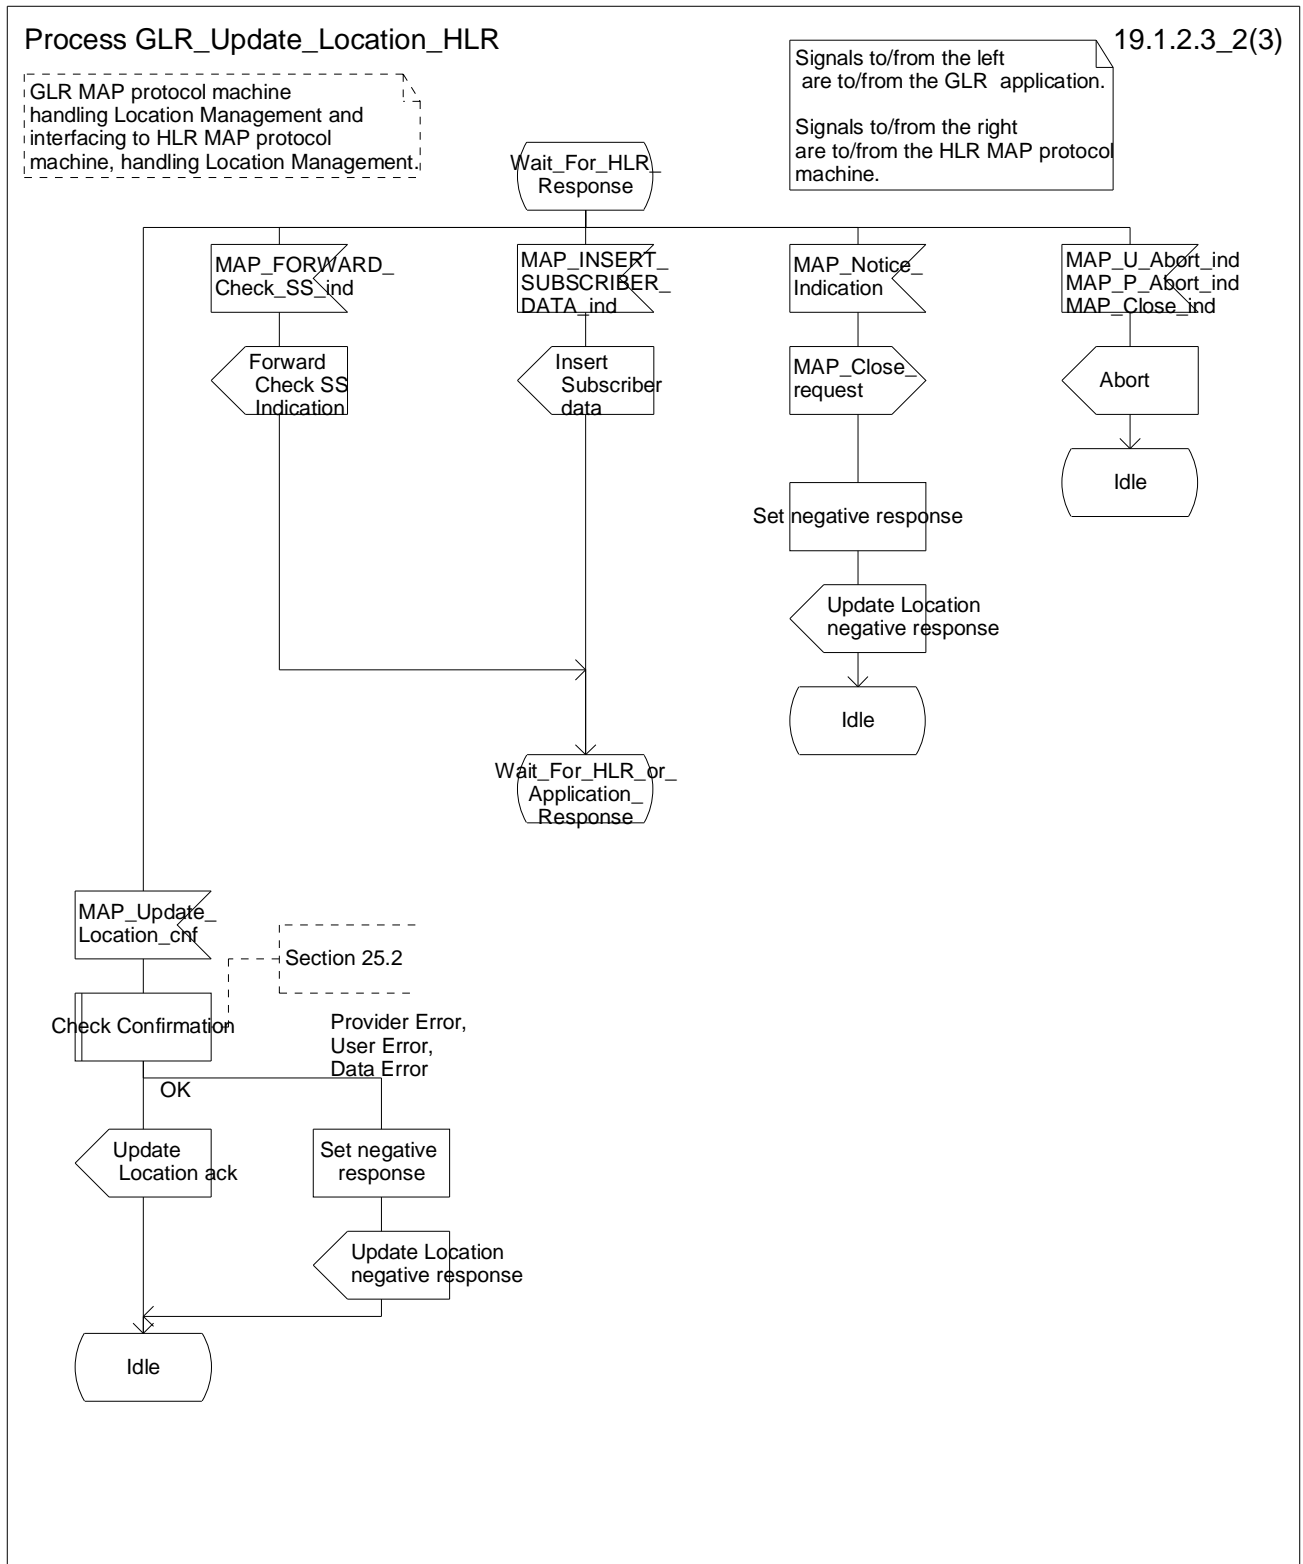 Process GLR_Update_Location_HLR
19.1.2.3_2(3)
GLR MAP protocol machine
handling Location Management and
interfacing to HLR MAP protocol
machine, handling Location Management.
Signals to/from the left
are to/from the GLR application.
Signals to/from the right
are to/from the HLR MAP protocol
machine.
Wait_For_HLR_
Response
MAP_FORWARD_
Check_SS_ind
MAP_INSERT_
SUBSCRIBER_
DATA_ind
MAP_Notice_
Indication
MAP_U_Abort_ind
MAP_P_Abort_ind
MAP_Close_ind
Forward
Check SS
Indication
Insert
Subscriber
data
MAP_Close_
request
Abort
Idle
Set negative response
Update Location
negative response
Idle
Wait_For_HLR_or_
Application_
Response
MAP_Update_
Location_cnf
Section 25.2
Check Confirmation
Provider Error,
User Error,
Data Error
OK
Update
Location ack
Set negative
response
Update Location
negative response
Idle